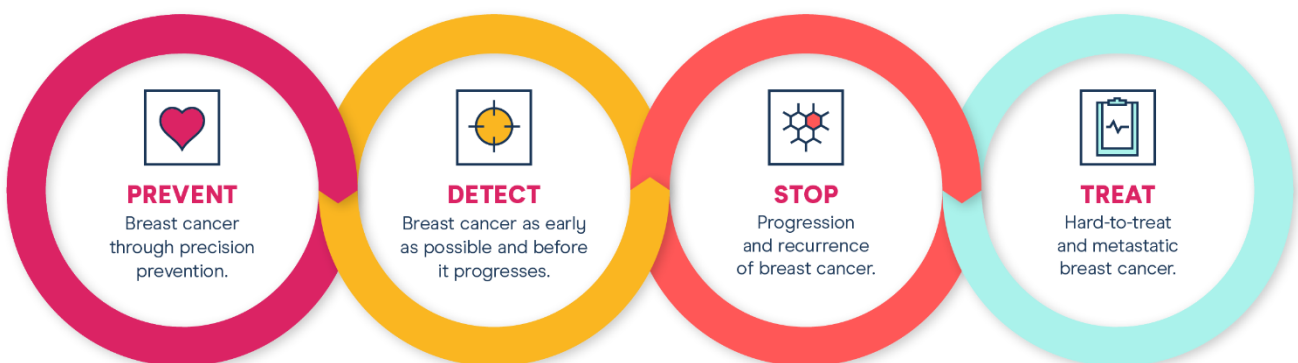 PREVENT
Breast cancer
through precision
prevention.
DETECT
Breast cancer as early
as possible and before
it progresses.
STOP
Progression
and recurrence
of breast cancer.
TREAT
Hard-to-treat
and metastatic
breast cancer.